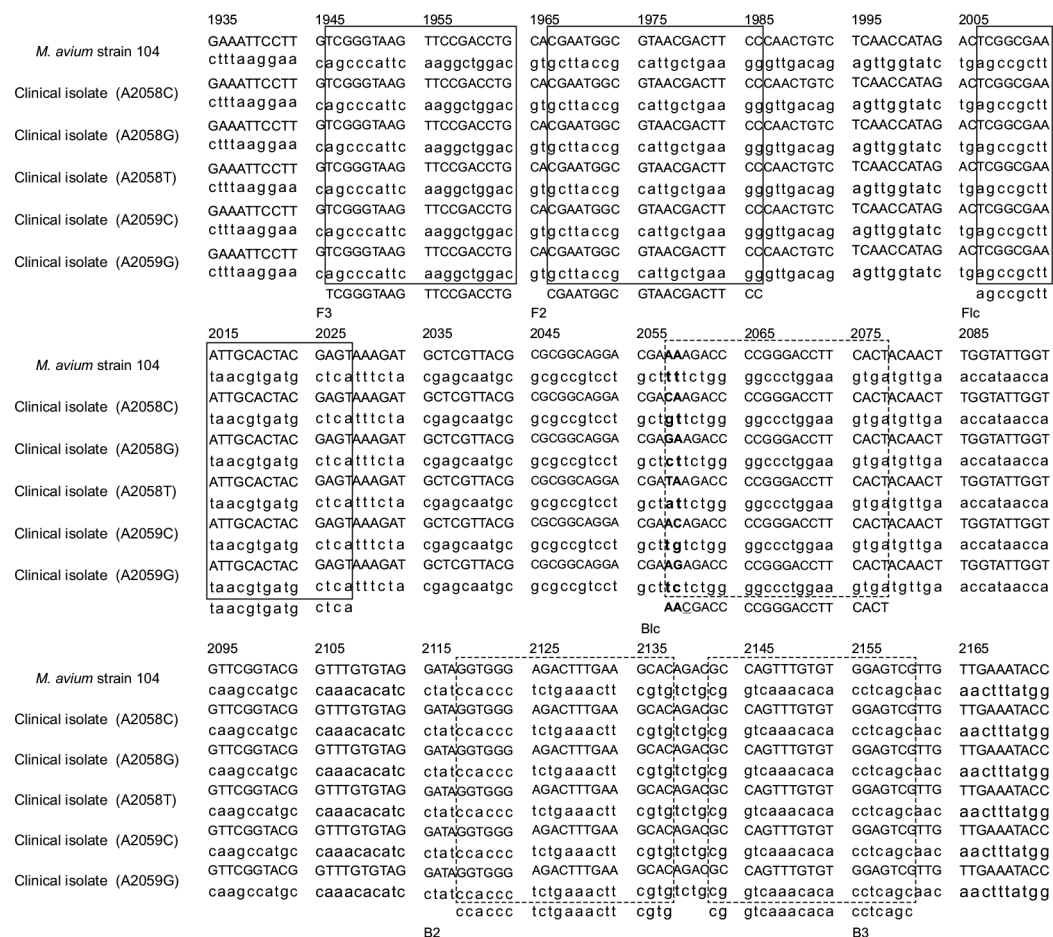 1935 1945 1955 1965 1975 1985 1995 2005
M. avium strain 104 GAAATTCCTT GTCGGGTAAG TTCCGACCTG CACGAATGGC GTAACGACTT CCCAACTGTC TCAACCATAG ACTCGGCGAA
ctttaaggaa cagcccattc aaggctggac gtgcttaccg cattgctgaa gggttgacag agttggtatc tgagccgctt
Clinical isolate (A2058C) GAAATTCCTT GTCGGGTAAG TTCCGACCTG CACGAATGGC GTAACGACTT CCCAACTGTC TCAACCATAG ACTCGGCGAA
ctttaaggaa cagcccattc aaggctggac gtgcttaccg cattgctgaa gggttgacag agttggtatc tgagccgctt
Clinical isolate (A2058G) GAAATTCCTT GTCGGGTAAG TTCCGACCTG CACGAATGGC GTAACGACTT CCCAACTGTC TCAACCATAG ACTCGGCGAA
ctttaaggaa cagcccattc aaggctggac gtgcttaccg cattgctgaa gggttgacag agttggtatc tgagccgctt
Clinical isolate (A2058T) GAAATTCCTT GTCGGGTAAG TTCCGACCTG CACGAATGGC GTAACGACTT CCCAACTGTC TCAACCATAG ACTCGGCGAA
ctttaaggaa cagcccattc aaggctggac gtgcttaccg cattgctgaa gggttgacag agttggtatc tgagccgctt
Clinical isolate (A2059C) GAAATTCCTT GTCGGGTAAG TTCCGACCTG CACGAATGGC GTAACGACTT CCCAACTGTC TCAACCATAG ACTCGGCGAA
ctttaaggaa cagcccattc aaggctggac gtgcttaccg cattgctgaa gggttgacag agttggtatc tgagccgctt
Clinical isolate (A2059G) GAAATTCCTT GTCGGGTAAG TTCCGACCTG CACGAATGGC GTAACGACTT CCCAACTGTC TCAACCATAG ACTCGGCGAA
ctttaaggaa cagcccattc aaggctggac gtgcttaccg cattgctgaa gggttgacag agttggtatc tgagccgctt
TCGGGTAAG TTCCGACCTG CGAATGGC GTAACGACTT CC agccgctt
F3 F2 FIc
2015 2025 2035 2045 2055 2065 2075 2085
M. avium strain 104 ATTGCACTAC GAGTAAAGAT GCTCGTTACG CGCGGCAGGA CGAAAAGACC CCGGGACCTT CACTACAACT TGGTATTGGT
taacgtgatg ctcatttcta cgagcaatgc gcgccgtcct gcttttctgg ggccctggaa gtgatgttga accataacca
Clinical isolate (A2058C) ATTGCACTAC GAGTAAAGAT GCTCGTTACG CGCGGCAGGA CGACAAGACC CCGGGACCTT CACTACAACT TGGTATTGGT
taacgtgatg ctcatttcta cgagcaatgc gcgccgtcct gctgttctgg ggccctggaa gtgatgttga accataacca
Clinical isolate (A2058G) ATTGCACTAC GAGTAAAGAT GCTCGTTACG CGCGGCAGGA CGAGAAGACC CCGGGACCTT CACTACAACT TGGTATTGGT
taacgtgatg ctcatttcta cgagcaatgc gcgccgtcct gctcttctgg ggccctggaa gtgatgttga accataacca
Clinical isolate (A2058T) ATTGCACTAC GAGTAAAGAT GCTCGTTACG CGCGGCAGGA CGATAAGACC CCGGGACCTT CACTACAACT TGGTATTGGT
taacgtgatg ctcatttcta cgagcaatgc gcgccgtcct gctattctgg ggccctggaa gtgatgttga accataacca
Clinical isolate (A2059C) ATTGCACTAC GAGTAAAGAT GCTCGTTACG CGCGGCAGGA CGAACAGACC CCGGGACCTT CACTACAACT TGGTATTGGT
taacgtgatg ctcatttcta cgagcaatgc gcgccgtcct gcttgtctgg ggccctggaa gtgatgttga accataacca
Clinical isolate (A2059G) ATTGCACTAC GAGTAAAGAT GCTCGTTACG CGCGGCAGGA CGAAGAGACC CCGGGACCTT CACTACAACT TGGTATTGGT
taacgtgatg ctcatttcta cgagcaatgc gcgccgtcct gcttctctgg ggccctggaa gtgatgttga accataacca
taacgtgatg ctca AACGACC CCGGGACCTT CACT
BIc
2095 2105 2115 2125 2135 2145 2155 2165
M. avium strain 104 GTTCGGTACG GTTTGTGTAG GATAGGTGGG AGACTTTGAA GCACAGACGC CAGTTTGTGT GGAGTCGTTG TTGAAATACC
caagccatgc caaacacatc ctatccaccc tctgaaactt cgtgtctgcg gtcaaacaca cctcagcaac aactttatgg
Clinical isolate (A2058C) GTTCGGTACG GTTTGTGTAG GATAGGTGGG AGACTTTGAA GCACAGACGC CAGTTTGTGT GGAGTCGTTG TTGAAATACC
caagccatgc caaacacatc ctatccaccc tctgaaactt cgtgtctgcg gtcaaacaca cctcagcaac aactttatgg
Clinical isolate (A2058G) GTTCGGTACG GTTTGTGTAG GATAGGTGGG AGACTTTGAA GCACAGACGC CAGTTTGTGT GGAGTCGTTG TTGAAATACC
caagccatgc caaacacatc ctatccaccc tctgaaactt cgtgtctgcg gtcaaacaca cctcagcaac aactttatgg
Clinical isolate (A2058T) GTTCGGTACG GTTTGTGTAG GATAGGTGGG AGACTTTGAA GCACAGACGC CAGTTTGTGT GGAGTCGTTG TTGAAATACC
caagccatgc caaacacatc ctatccaccc tctgaaactt cgtgtctgcg gtcaaacaca cctcagcaac aactttatgg
Clinical isolate (A2059C) GTTCGGTACG GTTTGTGTAG GATAGGTGGG AGACTTTGAA GCACAGACGC CAGTTTGTGT GGAGTCGTTG TTGAAATACC
caagccatgc caaacacatc ctatccaccc tctgaaactt cgtgtctgcg gtcaaacaca cctcagcaac aactttatgg
Clinical isolate (A2059G) GTTCGGTACG GTTTGTGTAG GATAGGTGGG AGACTTTGAA GCACAGACGC CAGTTTGTGT GGAGTCGTTG TTGAAATACC
caagccatgc caaacacatc ctatccaccc tctgaaactt cgtgtctgcg gtcaaacaca cctcagcaac aactttatgg
ccaccc tctgaaactt cgtg cg gtcaaacaca cctcagc
B2 B3